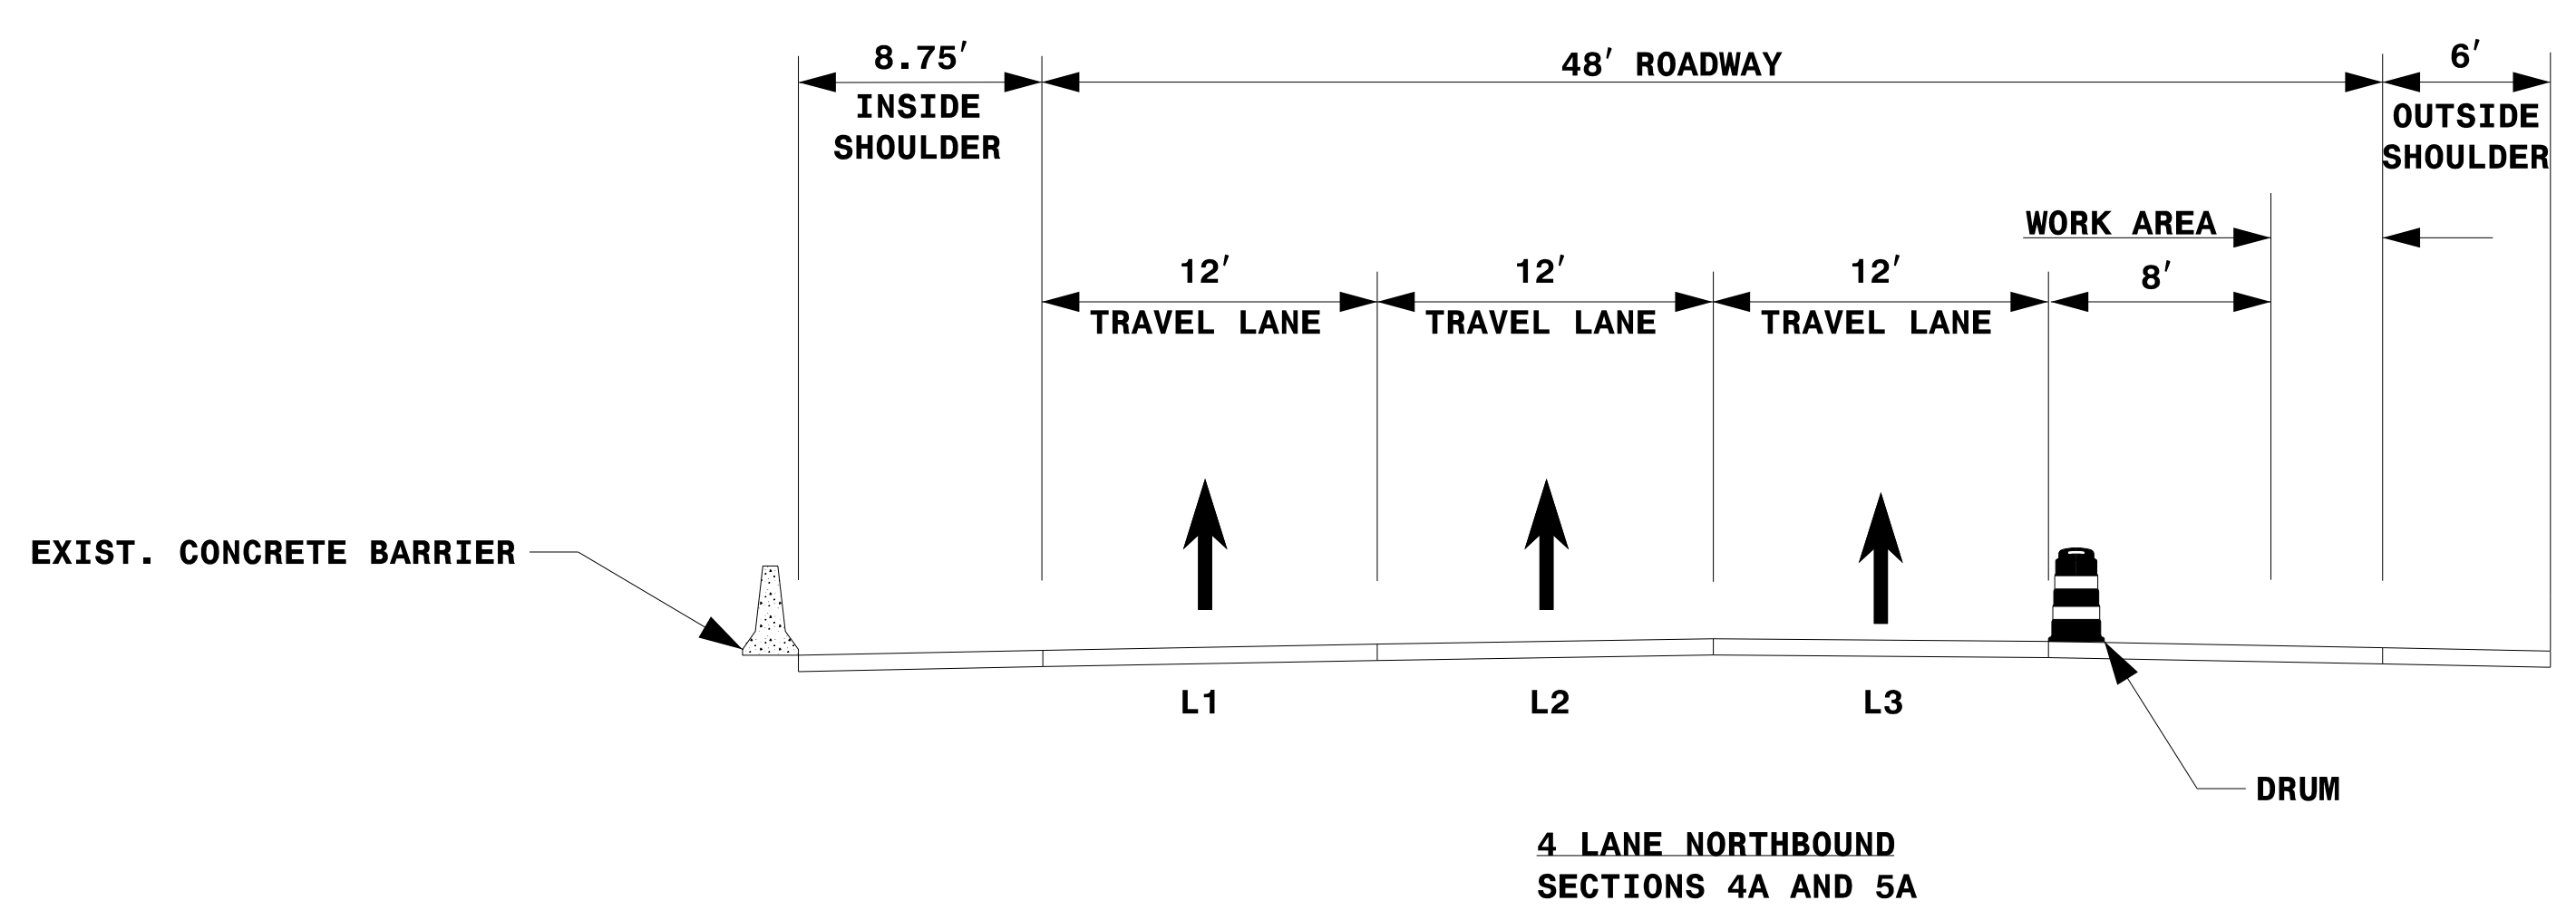 8.75′
INSIDE
SHOULDER
48′ ROADWAY
6′
OUTSIDE
SHOULDER
WORK AREA
12′
TRAVEL LANE
12′
TRAVEL LANE
12′
TRAVEL LANE
8′
EXIST. CONCRETE BARRIER
L1
L2
L3
DRUM
4 LANE NORTHBOUND
SECTIONS 4A AND 5A